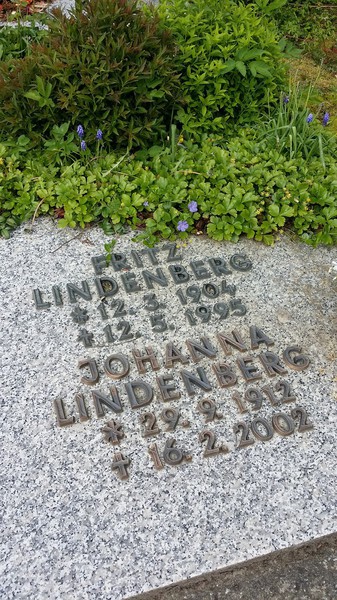 FRITZ
LINDENBERG
* 12. 3. 1904
† 12. 5. 1995
JOHANNA
LINDENBERG
* 29. 9. 1912
† 16. 2. 2002